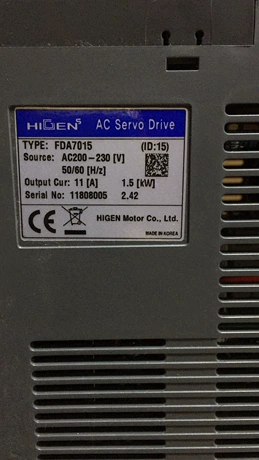 HIGEN
AC Servo Drive
TYPE: FDA7015 (ID:15)
Source: AC200-230 [V]
50/60 [H/z]
Output Cur: 11 [A] 1.5 [kW]
Serial No: 11808005 2.42
CE
HIGEN Motor Co., Ltd.
MADE IN KOREA